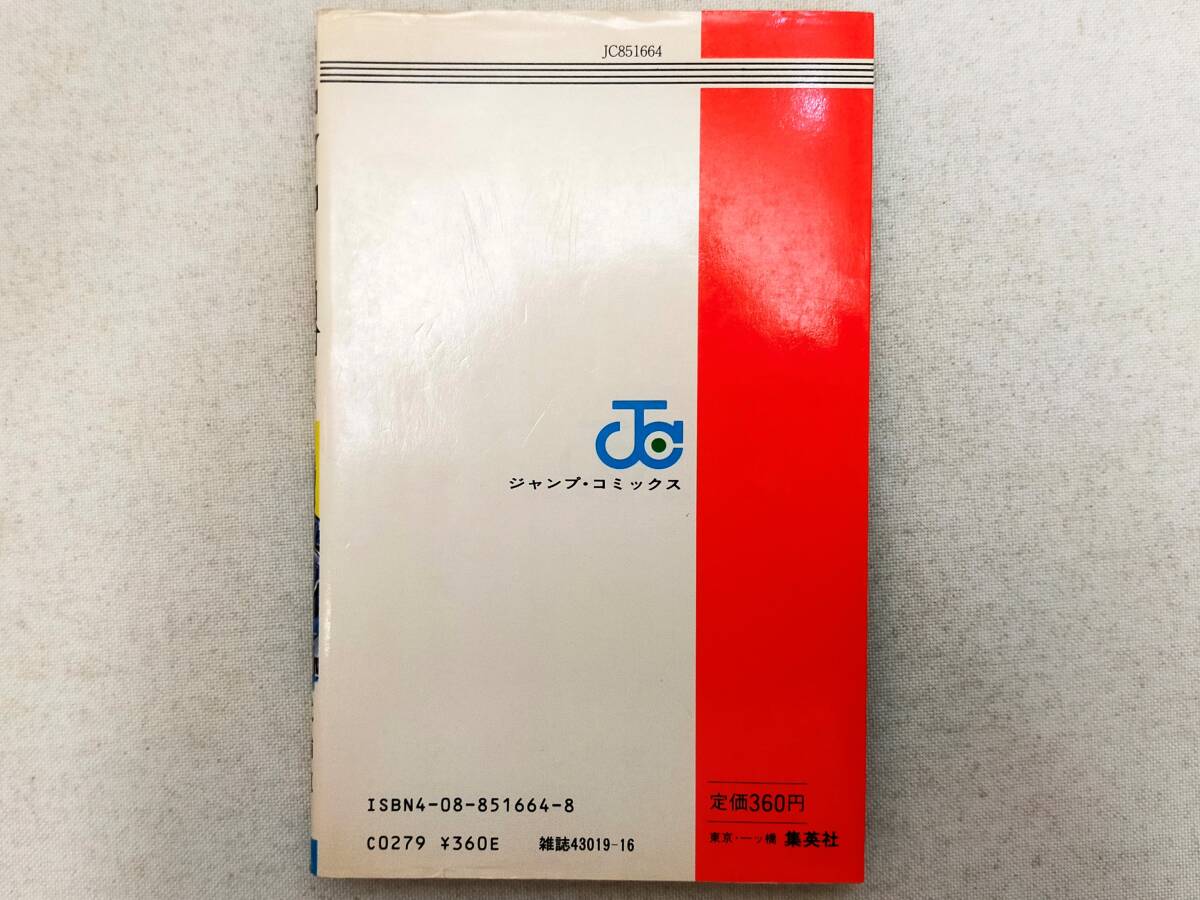 JC851664
JC
ジャンプ・コミックス
ISBN4-08-851664-8
C0279 ¥360E 雑誌43019-16
定価360円
東京・一ッ橋 集英社